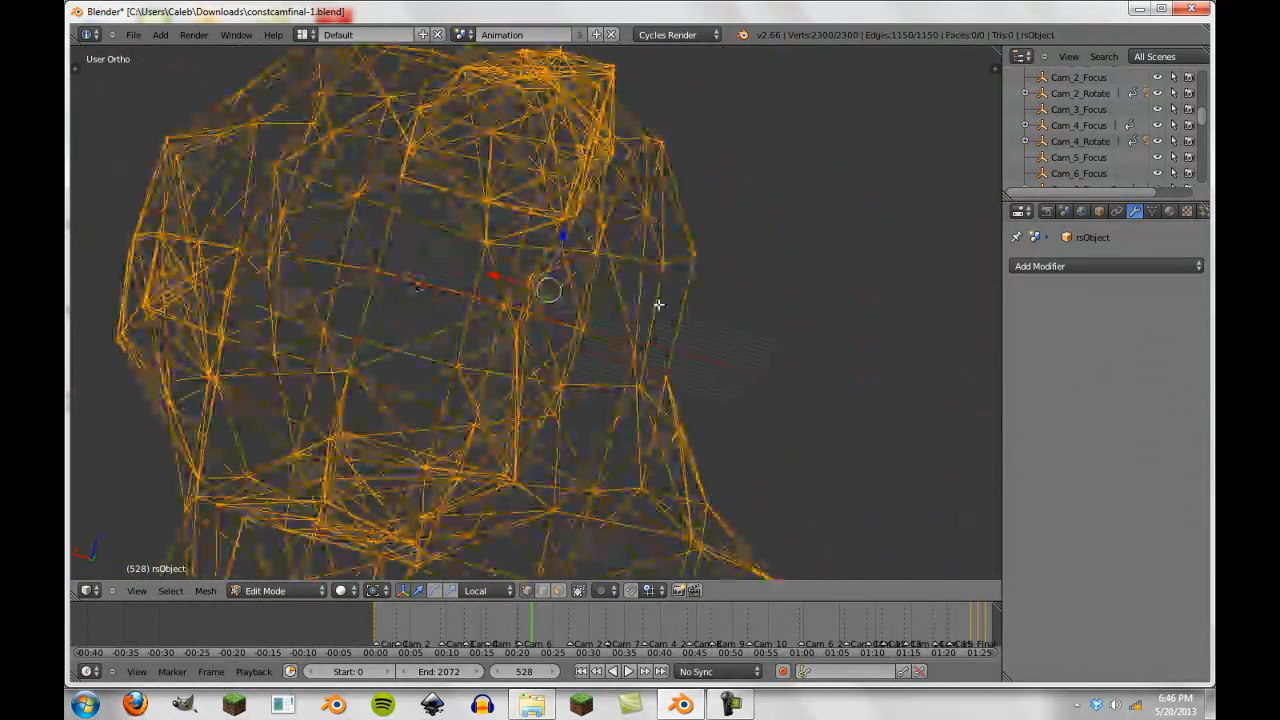 Blender* [C:\Users\Caleb\Downloads\constcamfinal-1.blend]
File Add Render Window Help Default Animation 3 Cycles Render v2.66 | Verts:2300/2300 | Edges:1150/1150 | Faces:0/0 | Tris:0 | rsObject
User Ortho
View Search All Scenes
Cam_2_Focus
Cam_2_Rotate
Cam_3_Focus
Cam_4_Focus
Cam_4_Rotate
Cam_5_Focus
Cam_6_Focus
rsObject
Add Modifier
(528) rsObject
View Select Mesh Edit Mode Local
Cam 2 Cam 6 Cam 7 Cam 9 Cam 10 Final
-00:40 -00:35 -00:30 -00:25 -00:20 -00:15 -00:10 -00:05 00:00 00:05 00:10 00:15 00:20 00:25 00:30 00:35 00:40 00:45 00:50 00:55 01:00 01:05 01:10 01:15 01:20 01:25
View Marker Frame Playback Start: 0 End: 2072 528 No Sync
6:46 PM
5/20/2013